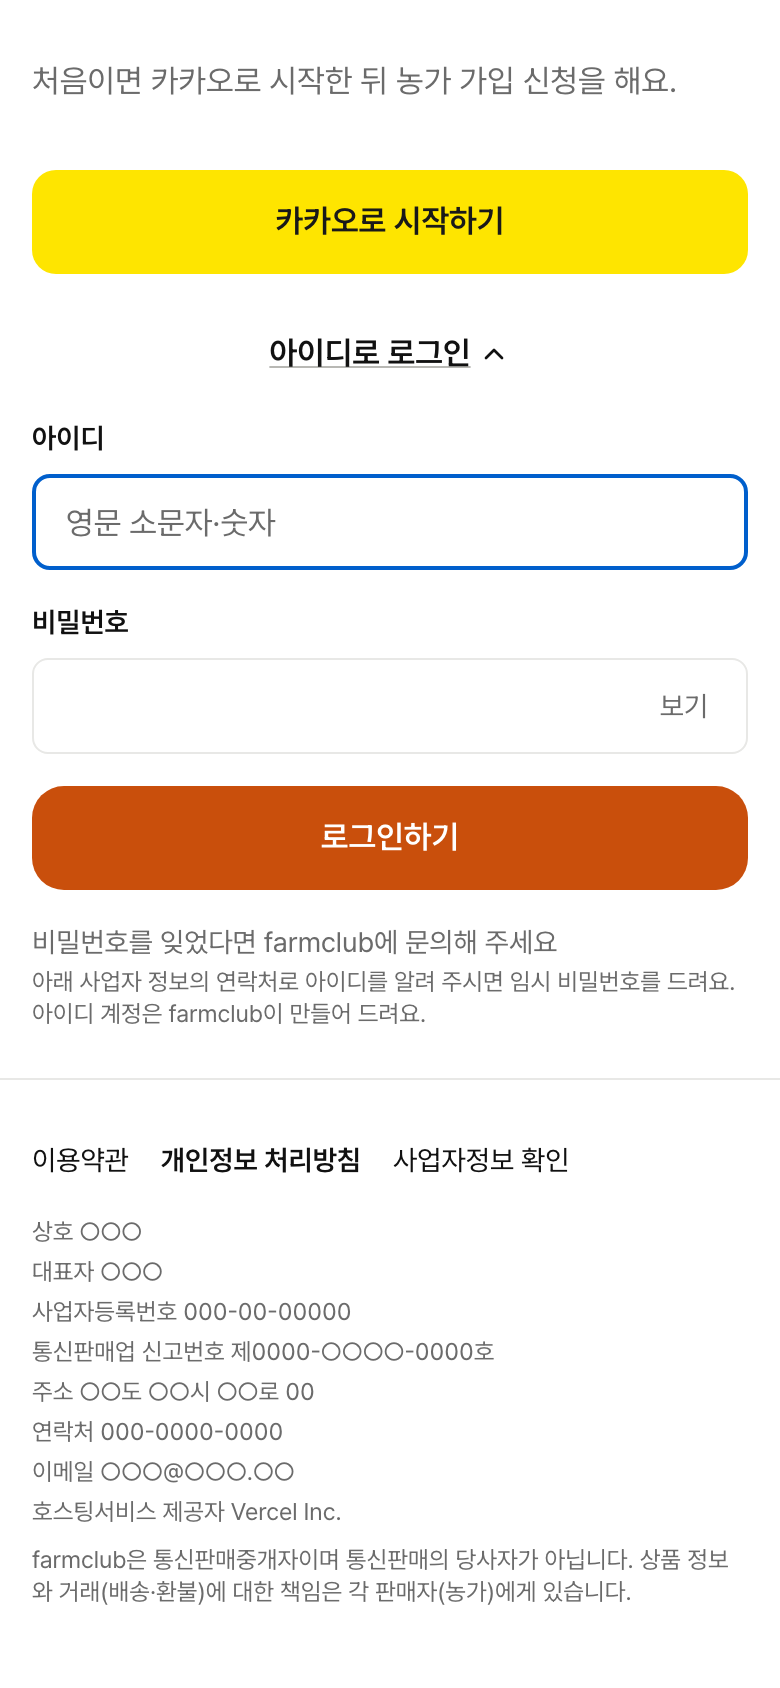 처음이면 카카오로 시작한 뒤 농가 가입 신청을 해요.
카카오로 시작하기
아이디로 로그인
아이디
영문 소문자·숫자
비밀번호
보기
로그인하기
비밀번호를 잊었다면 farmclub에 문의해 주세요
아래 사업자 정보의 연락처로 아이디를 알려 주시면 임시 비밀번호를 드려요.
아이디 계정은 farmclub이 만들어 드려요.
이용약관 개인정보 처리방침 사업자정보 확인
상호 ○○○
대표자 ○○○
사업자등록번호 000-00-00000
통신판매업 신고번호 제0000-○○○○-0000호
주소 ○○도 ○○시 ○○로 00
연락처 000-0000-0000
이메일 ○○○@○○○.○○
호스팅서비스 제공자 Vercel Inc.
farmclub은 통신판매중개자이며 통신판매의 당사자가 아닙니다. 상품 정보
와 거래(배송·환불)에 대한 책임은 각 판매자(농가)에게 있습니다.